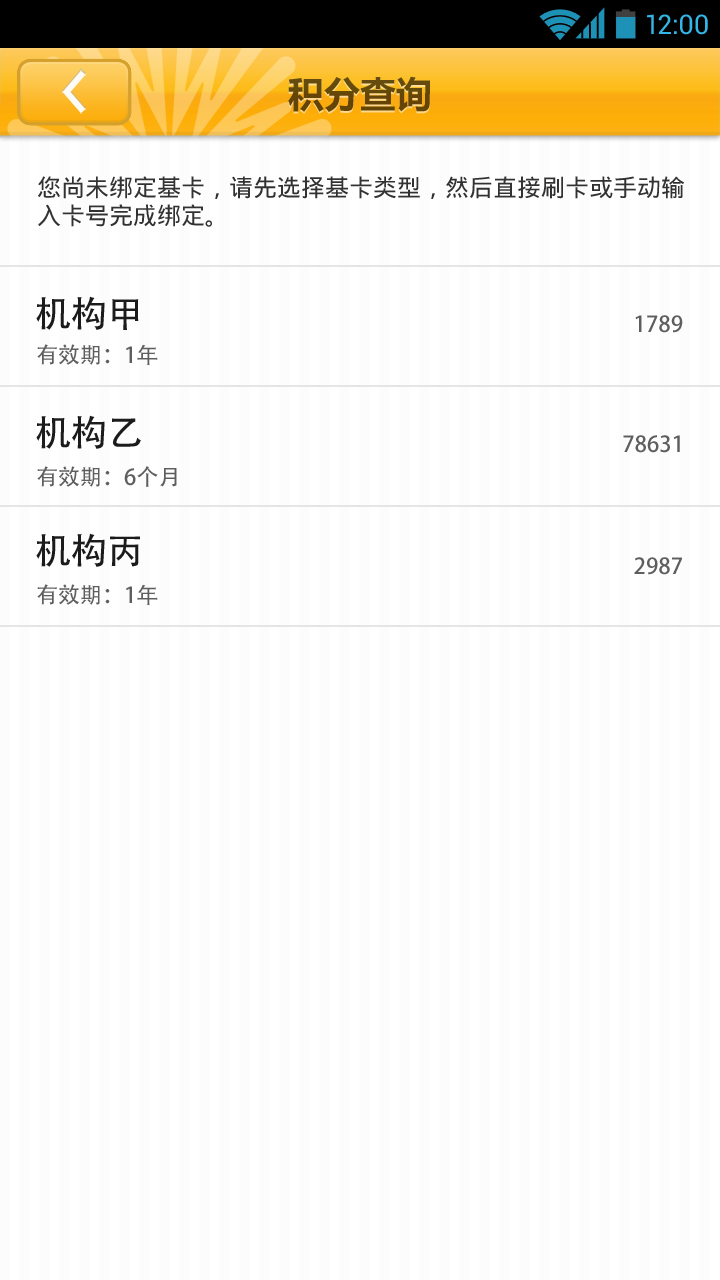 12:00
积分查询
您尚未绑定基卡，请先选择基卡类型，然后直接刷卡或手动输
入卡号完成绑定。
机构甲
1789
有效期：1年
机构乙
78631
有效期：6个月
机构丙
2987
有效期：1年